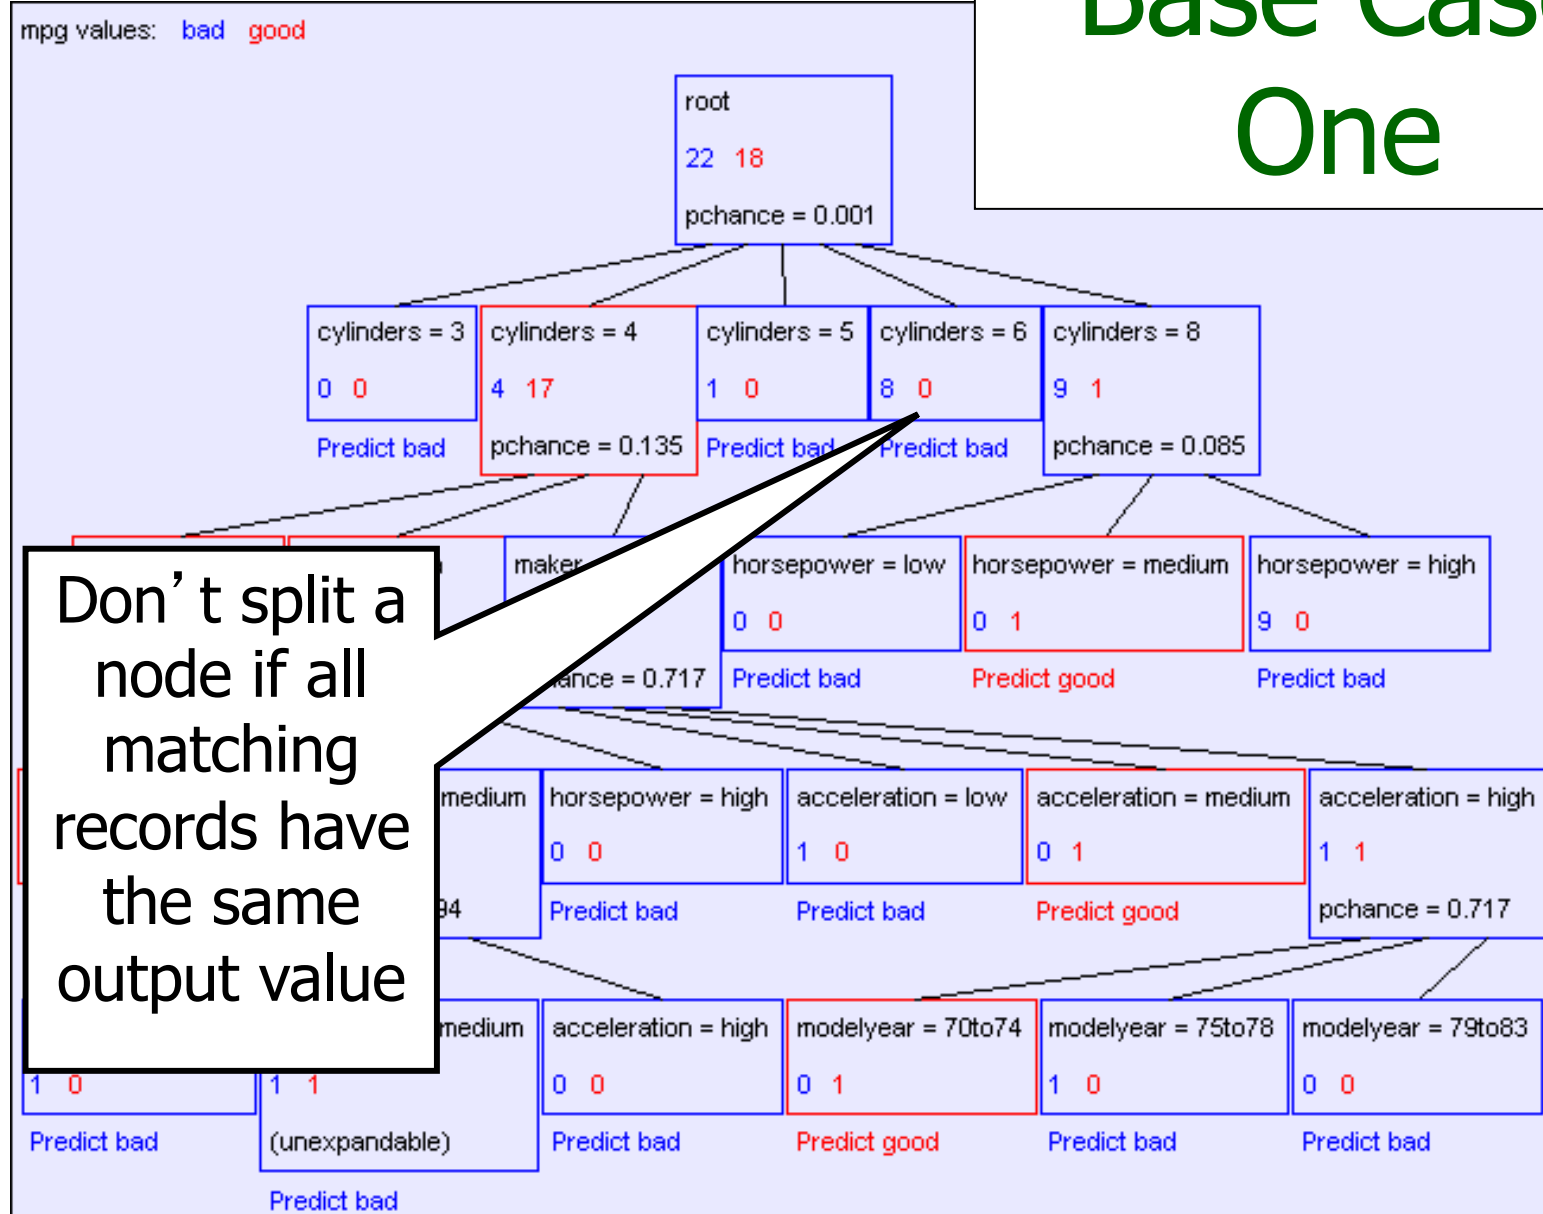 mpg values: bad good
Base Case
One
root
22 18
pchance = 0.001
cylinders = 3
0 0
Predict bad
cylinders = 4
4 17
pchance = 0.135
cylinders = 5
1 0
Predict bad
cylinders = 6
8 0
Predict bad
cylinders = 8
9 1
pchance = 0.085
maker
pchance = 0.717
horsepower = low
0 0
Predict bad
horsepower = medium
0 1
Predict good
horsepower = high
9 0
Predict bad
Don’t split a
node if all
matching
records have
the same
output value
medium
94
horsepower = high
0 0
Predict bad
acceleration = low
1 0
Predict bad
acceleration = medium
0 1
Predict good
acceleration = high
1 1
pchance = 0.717
1 0
Predict bad
medium
1 1
(unexpandable)
Predict bad
acceleration = high
0 0
Predict bad
modelyear = 70to74
0 1
Predict good
modelyear = 75to78
1 0
Predict bad
modelyear = 79to83
0 0
Predict bad